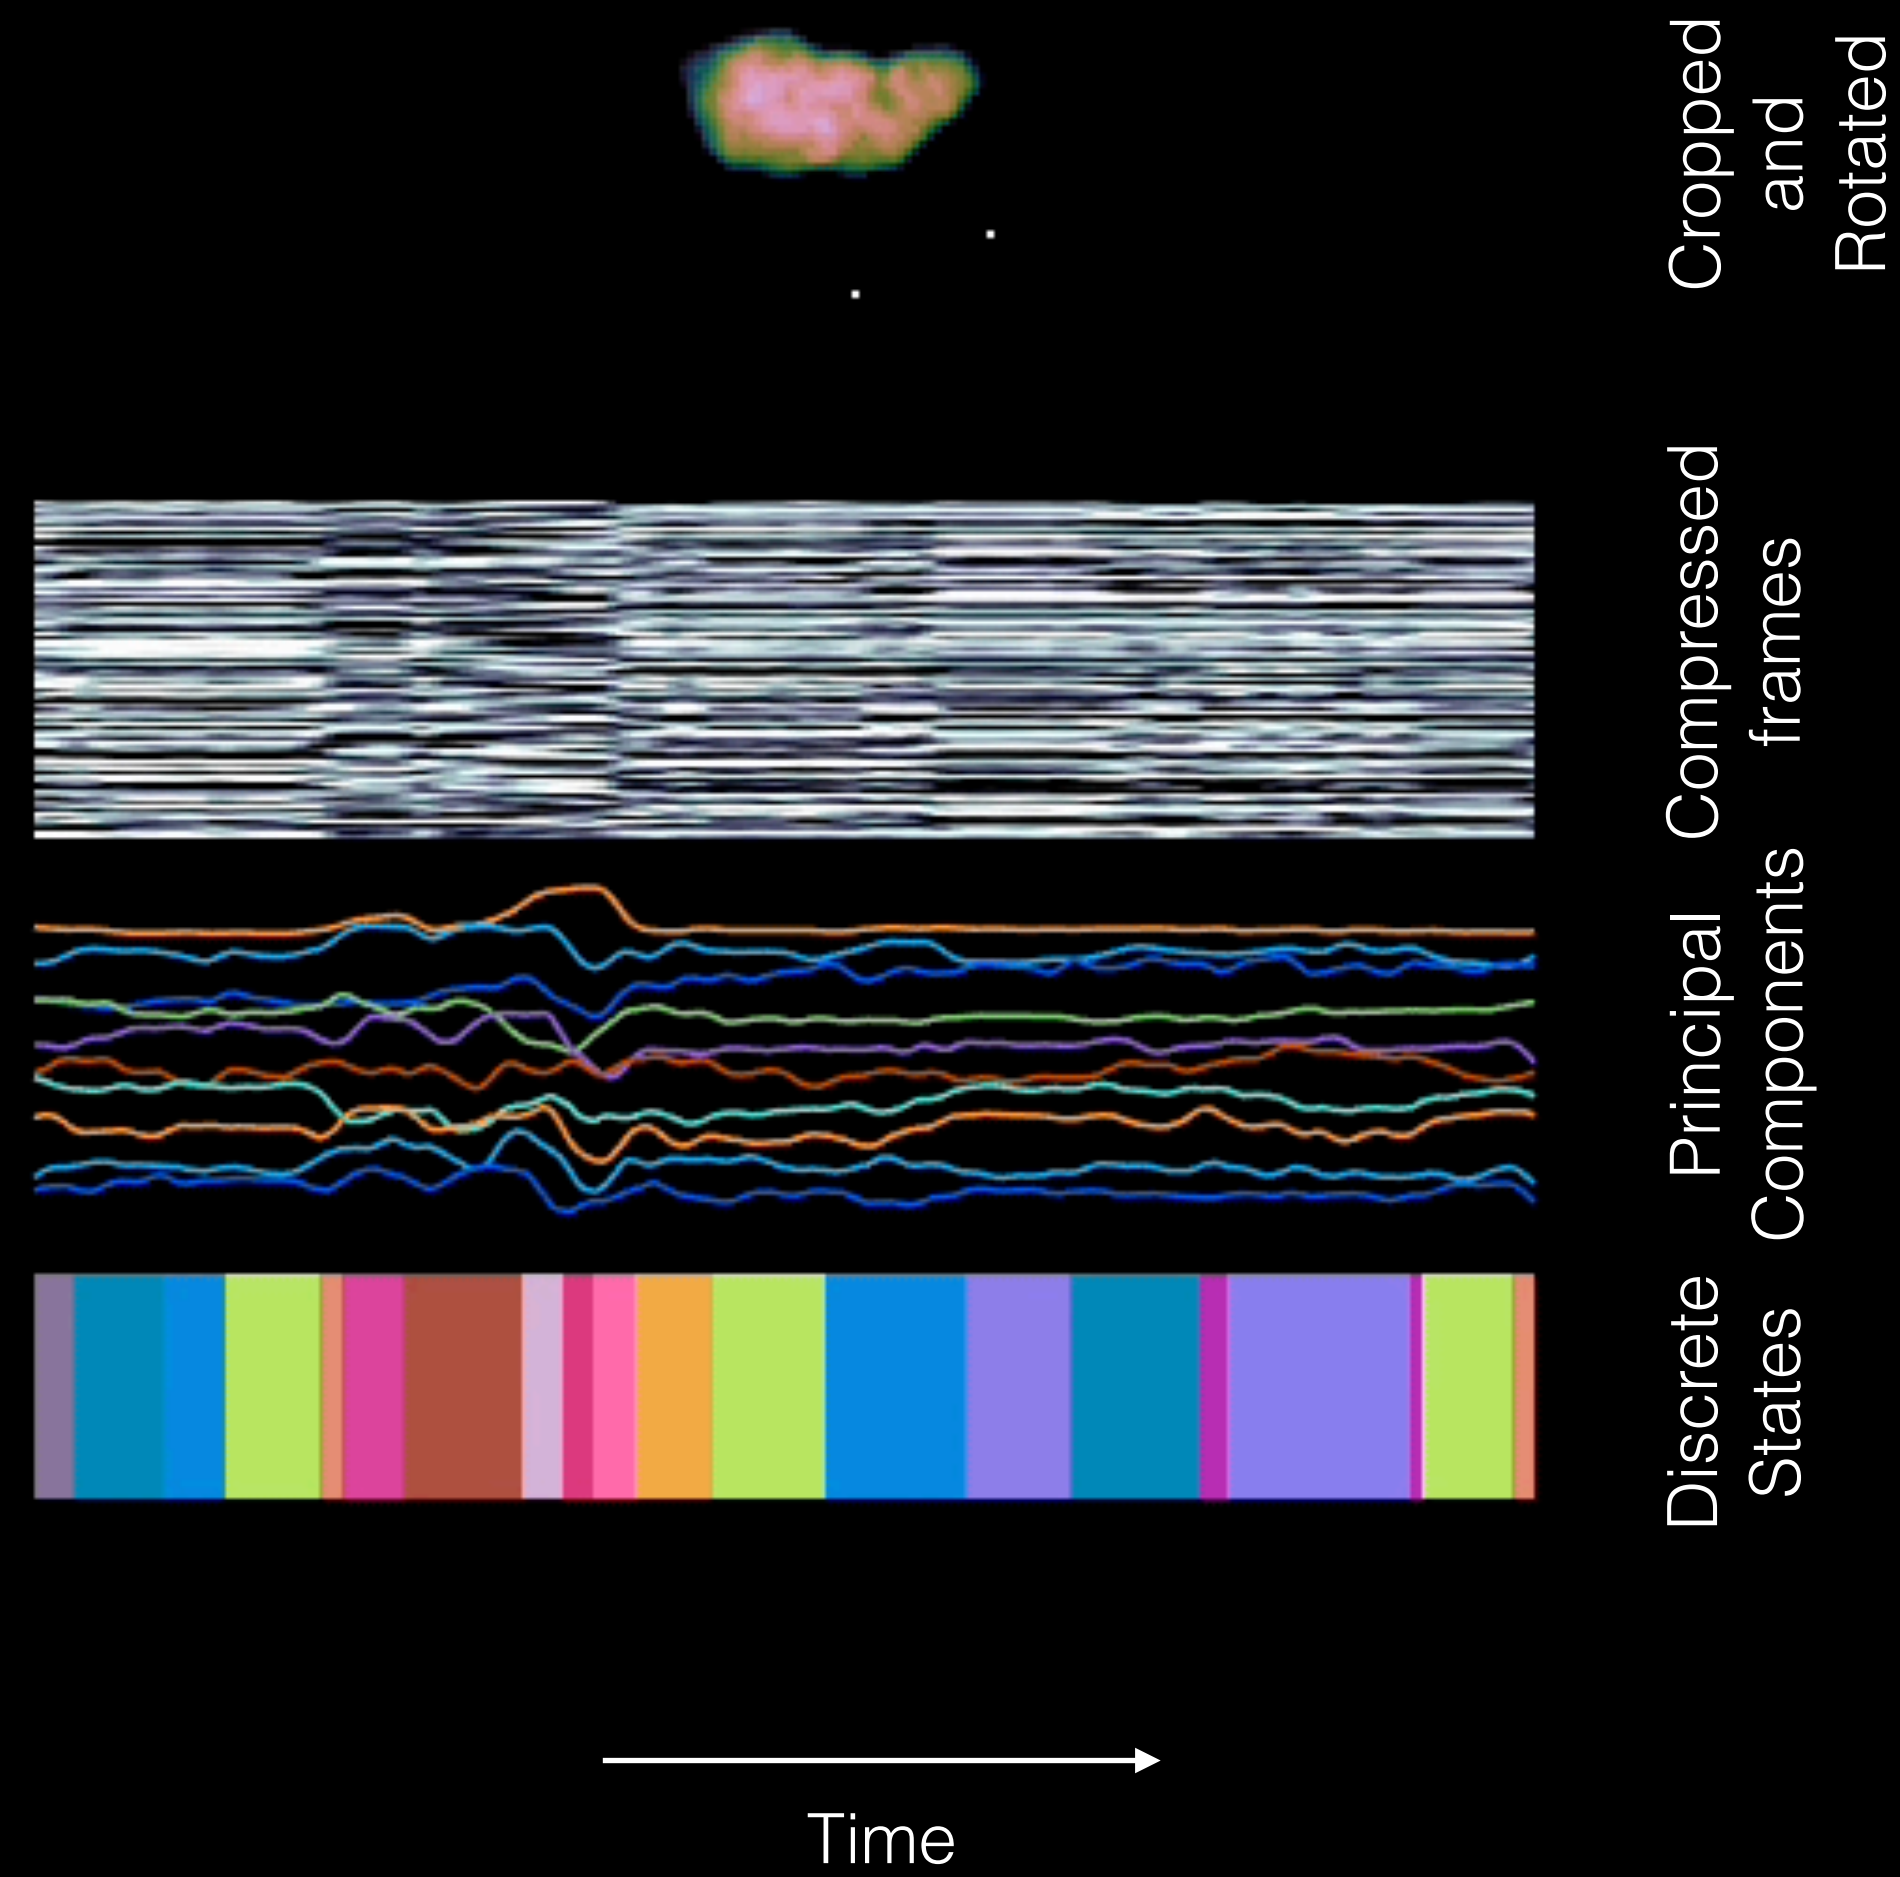 Cropped
and
Rotated
Compressed
frames
Principal
Components
Discrete
States
Time